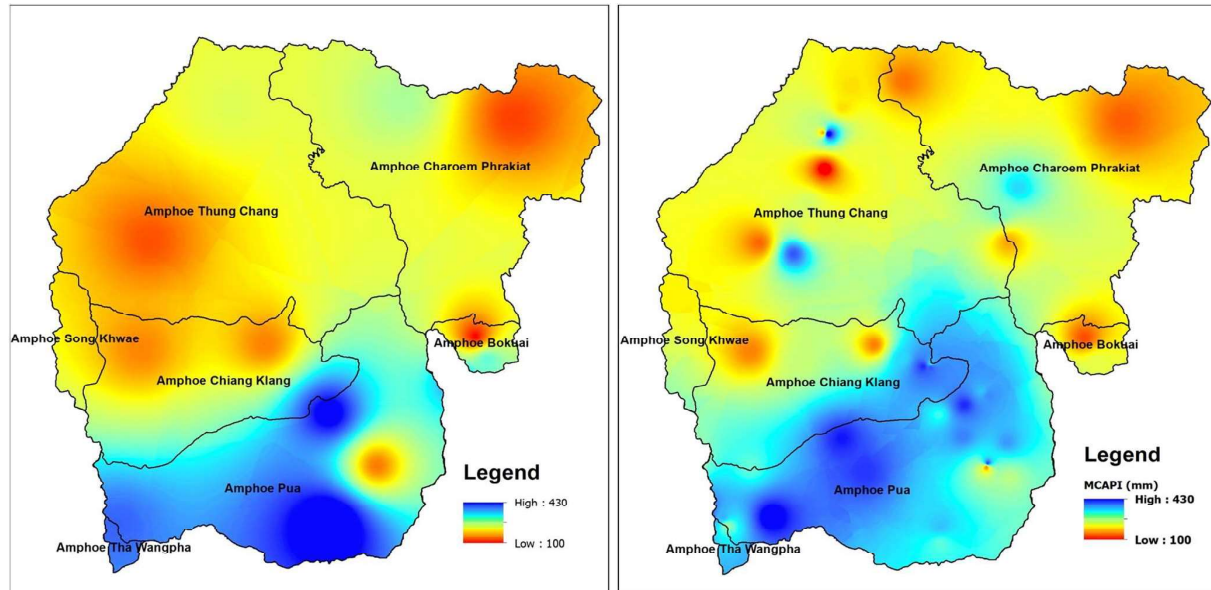 Amphoe Charoem Phrakiat
Amphoe Thung Chang
Amphoe Song Khwae
Amphoe Bokuai
Amphoe Chiang Klang
Legend
Amphoe Pua
High : 430
Low : 100
Amphoe Tha Wangpha
Amphoe Charoem Phrakiat
Amphoe Thung Chang
Amphoe Song Khwae
Amphoe Bokuai
Amphoe Chiang Klang
Legend
MCAPI (mm)
Amphoe Pua
High : 430
Low : 100
Amphoe Tha Wangpha